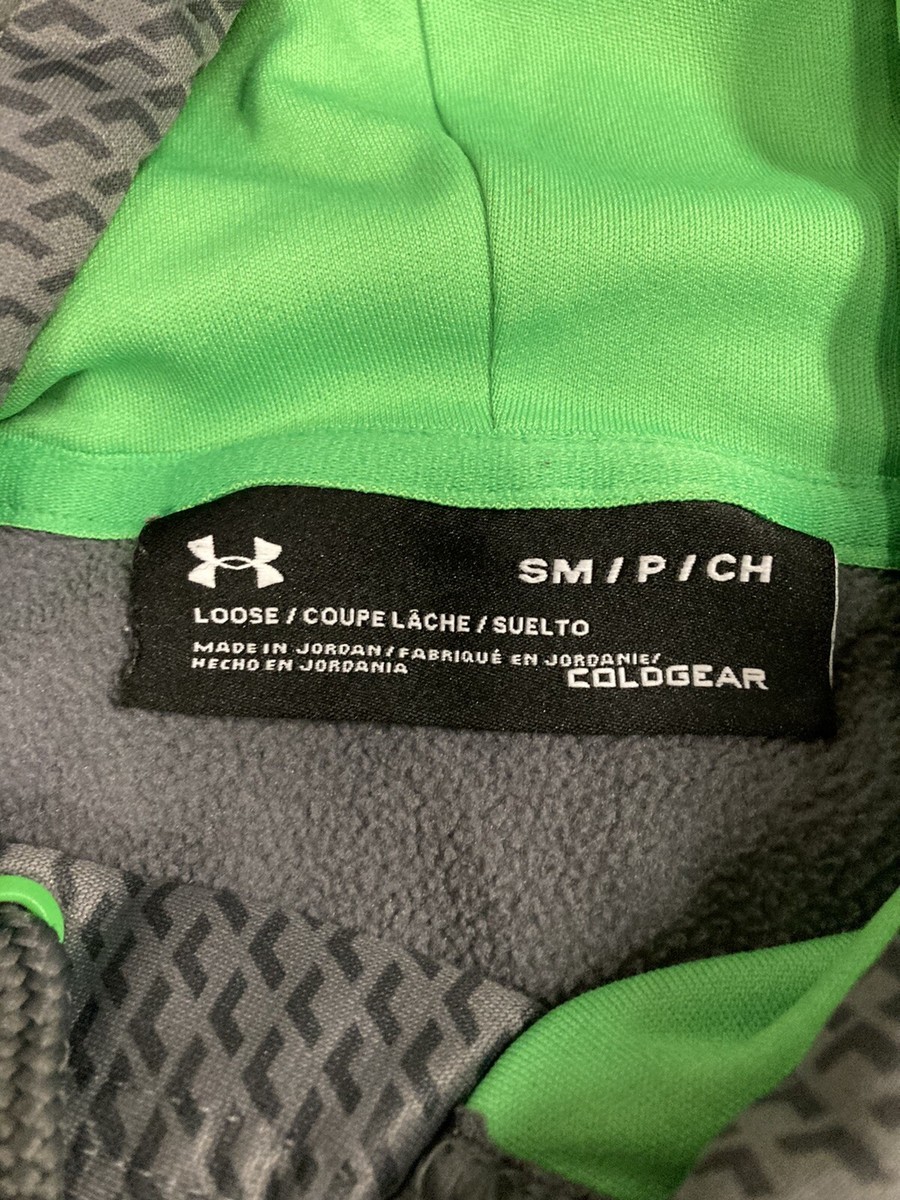 SM / P / CH
LOOSE / COUPE LÂCHE / SUELTO
MADE IN JORDAN / FABRIQUÉ EN JORDANIE/
HECHO EN JORDANIA
COLDGEAR